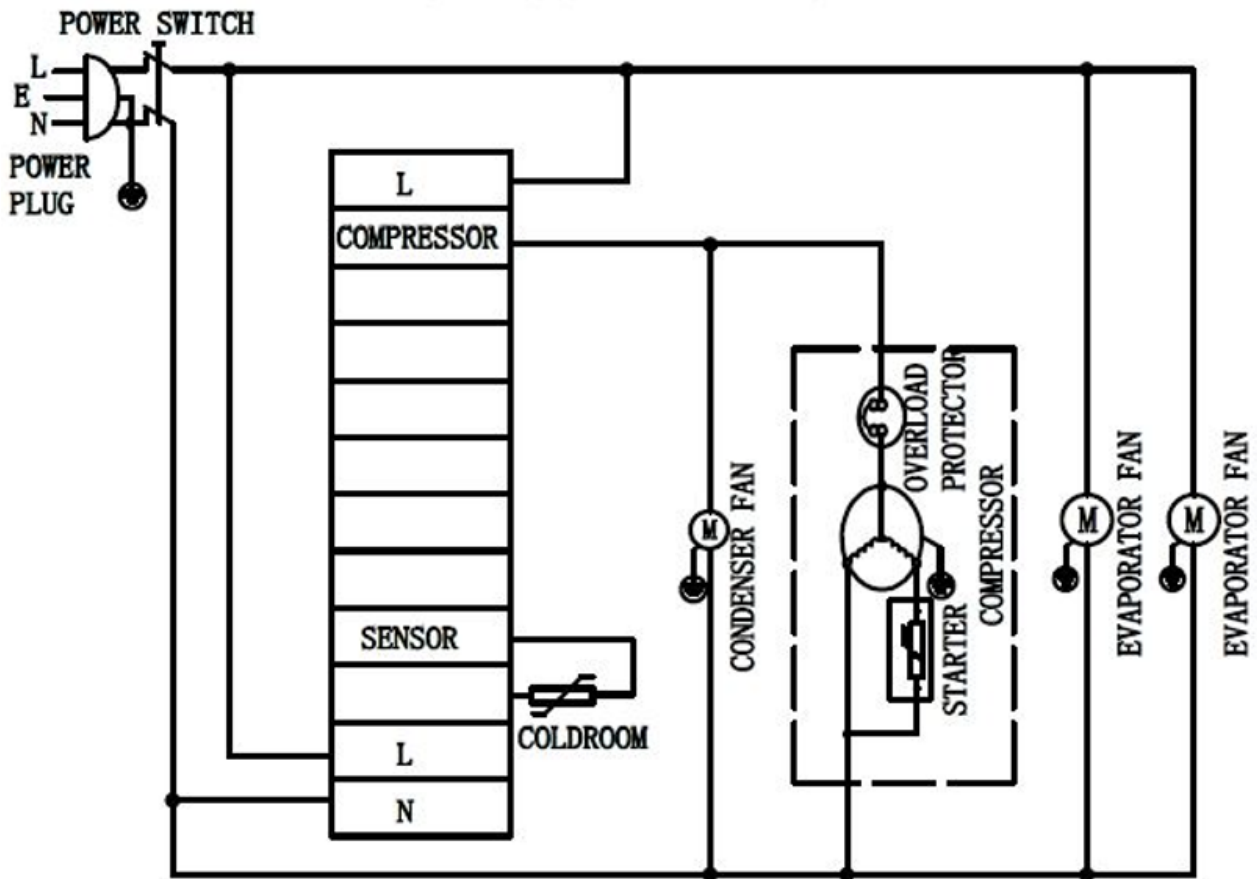 POWER SWITCH
L
E
N
POWER
PLUG
L
COMPRESSOR
SENSOR
COLDROOM
L
N
M
CONDENSER FAN
OVERLOAD
PROTECTOR
COMPRESSOR
STARTER
M
EVAPORATOR FAN
M
EVAPORATOR FAN